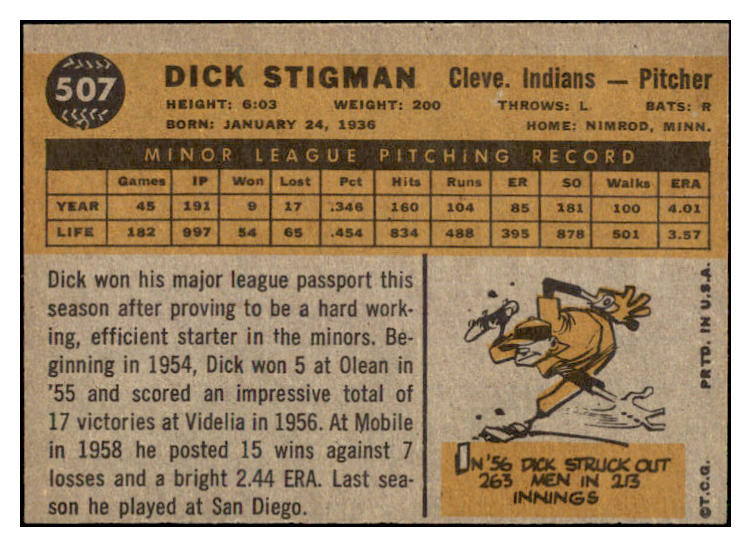 507
DICK STIGMAN Cleve. Indians — Pitcher
HEIGHT: 6:03 WEIGHT: 200 THROWS: L BATS: R
BORN: JANUARY 24, 1936 HOME: NIMROD, MINN.
MINOR LEAGUE PITCHING RECORD
Games IP Won Lost Pct Hits Runs ER SO Walks ERA
YEAR 45 191 9 17 .346 160 104 85 181 100 4.01
LIFE 182 997 54 65 .454 834 488 395 878 501 3.57
Dick won his major league passport this
season after proving to be a hard work-
ing, efficient starter in the minors. Be-
ginning in 1954, Dick won 5 at Olean in
'55 and scored an impressive total of
17 victories at Videlia in 1956. At Mobile
in 1958 he posted 15 wins against 7
losses and a bright 2.44 ERA. Last sea-
son he played at San Diego.
IN '56 DICK STRUCK OUT
263 MEN IN 213
INNINGS
©T.C.G. PRTD. IN U.S.A.